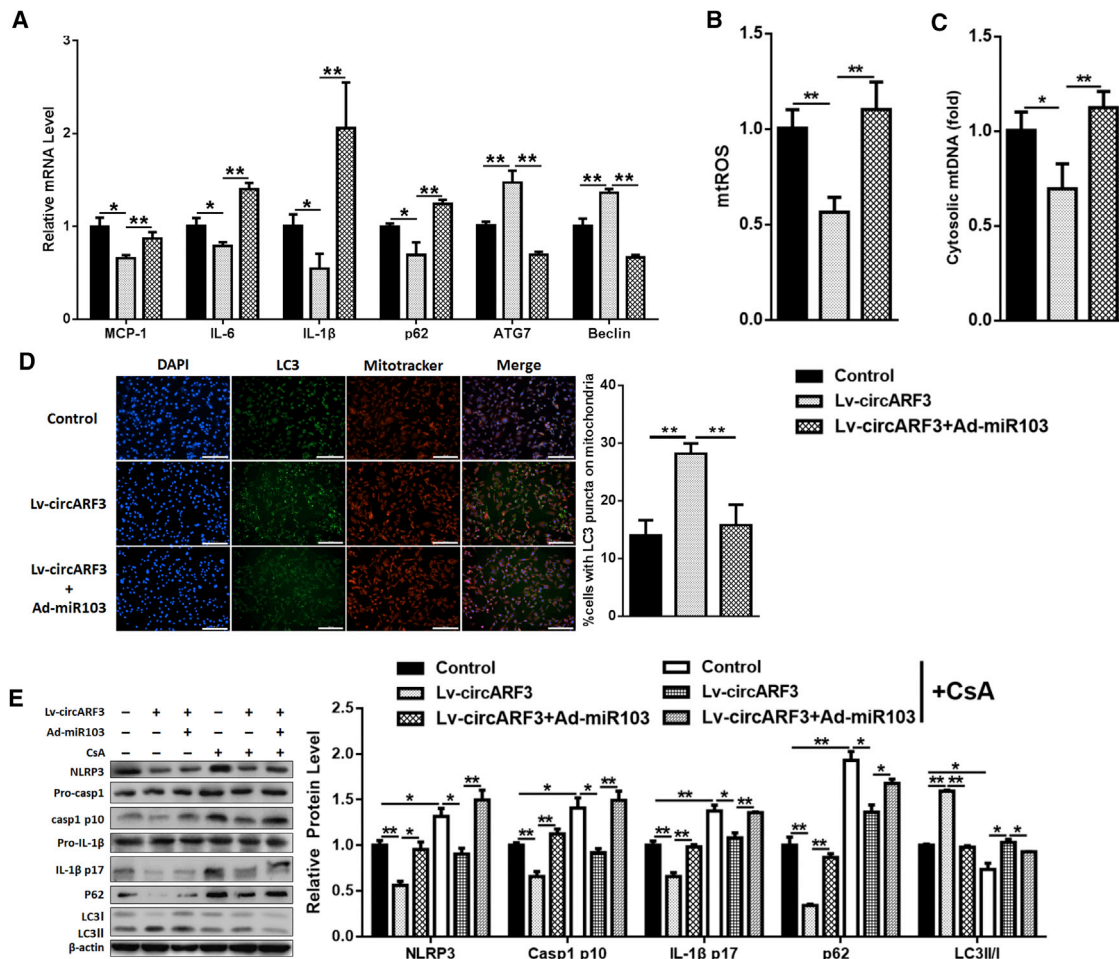 A
Relative mRNA Level
3
2
1
0
* ** * ** * ** * ** ** ** ** **
MCP-1 IL-6 IL-1β p62 ATG7 Beclin
B
mtROS
1.5
1.0
0.5
0.0
** **
C
Cytosolic mtDNA (fold)
1.5
1.0
0.5
0.0
* **
D
DAPI LC3 Mitotracker Merge
Control
Lv-circARF3
Lv-circARF3
+
Ad-miR103
%cells with LC3 puncta on mitochondria
40
30
20
10
0
** **
Control
Lv-circARF3
Lv-circARF3+Ad-miR103
E
Lv-circARF3 – + + – + +
Ad-miR103 – – + – – +
CsA – – – + + +
NLRP3
Pro-casp1
casp1 p10
Pro-IL-1β
IL-1β p17
P62
LC3Ⅰ
LC3Ⅱ
β-actin
Control
Lv-circARF3
Lv-circARF3+Ad-miR103
Control
Lv-circARF3
Lv-circARF3+Ad-miR103
+CsA
Relative Protein Level
2.5
2.0
1.5
1.0
0.5
0.0
** * * * **
** ** * * **
** ** ** * **
** ** ** * *
** ** * * *
NLRP3 Casp1 p10 IL-1β p17 p62 LC3II/I